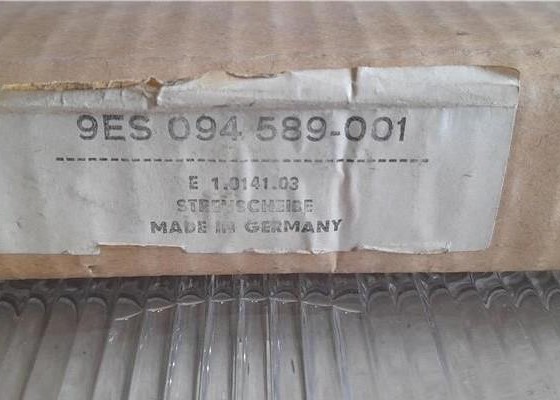 9ES 094 589-001
E 1.0141.03
STREUSCHEIBE
MADE IN GERMANY